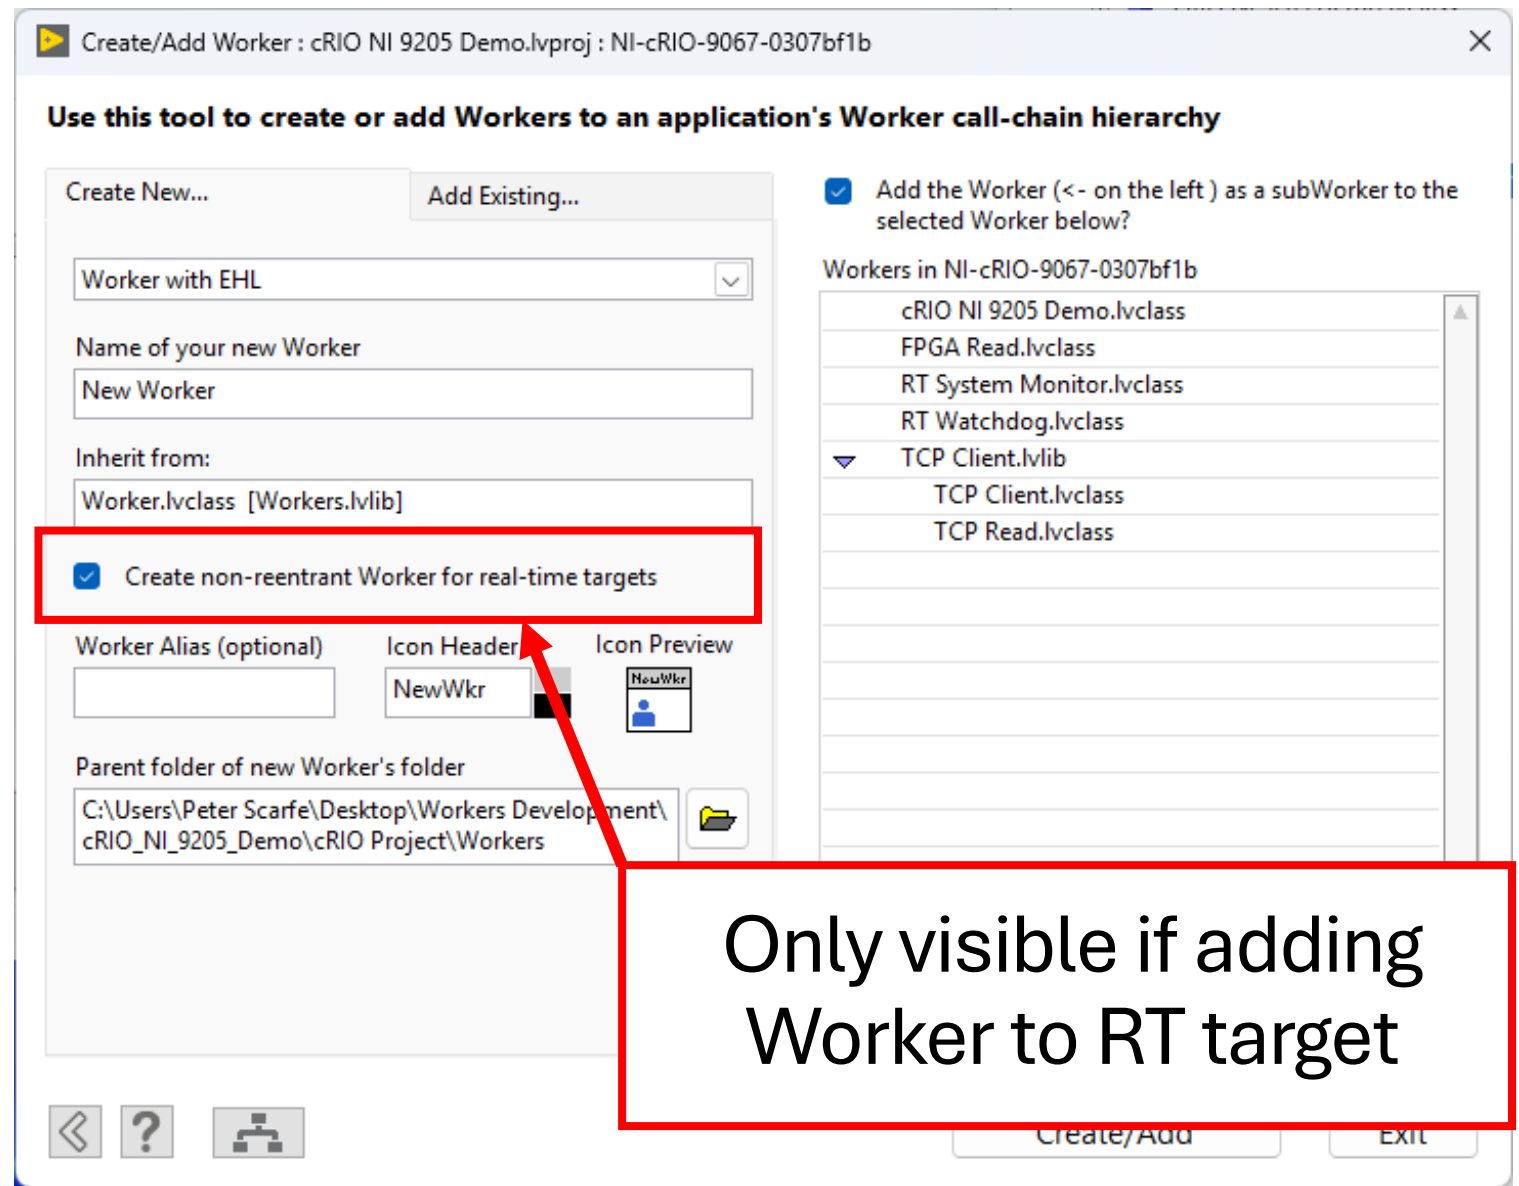 Create/Add Worker : cRIO NI 9205 Demo.lvproj : NI-cRIO-9067-0307bf1b
Use this tool to create or add Workers to an application's Worker call-chain hierarchy
Create New...
Add Existing...
Worker with EHL
Name of your new Worker
New Worker
Inherit from:
Worker.lvclass  [Workers.lvlib]
Create non-reentrant Worker for real-time targets
Worker Alias (optional)
Icon Header
Icon Preview
NewWkr
NewWkr
Parent folder of new Worker's folder
C:\Users\Peter Scarfe\Desktop\Workers Development\
cRIO_NI_9205_Demo\cRIO Project\Workers
Add the Worker (<- on the left ) as a subWorker to the
selected Worker below?
Workers in NI-cRIO-9067-0307bf1b
cRIO NI 9205 Demo.lvclass
FPGA Read.lvclass
RT System Monitor.lvclass
RT Watchdog.lvclass
TCP Client.lvlib
TCP Client.lvclass
TCP Read.lvclass
Only visible if adding
Worker to RT target
?
Create/Add
Exit